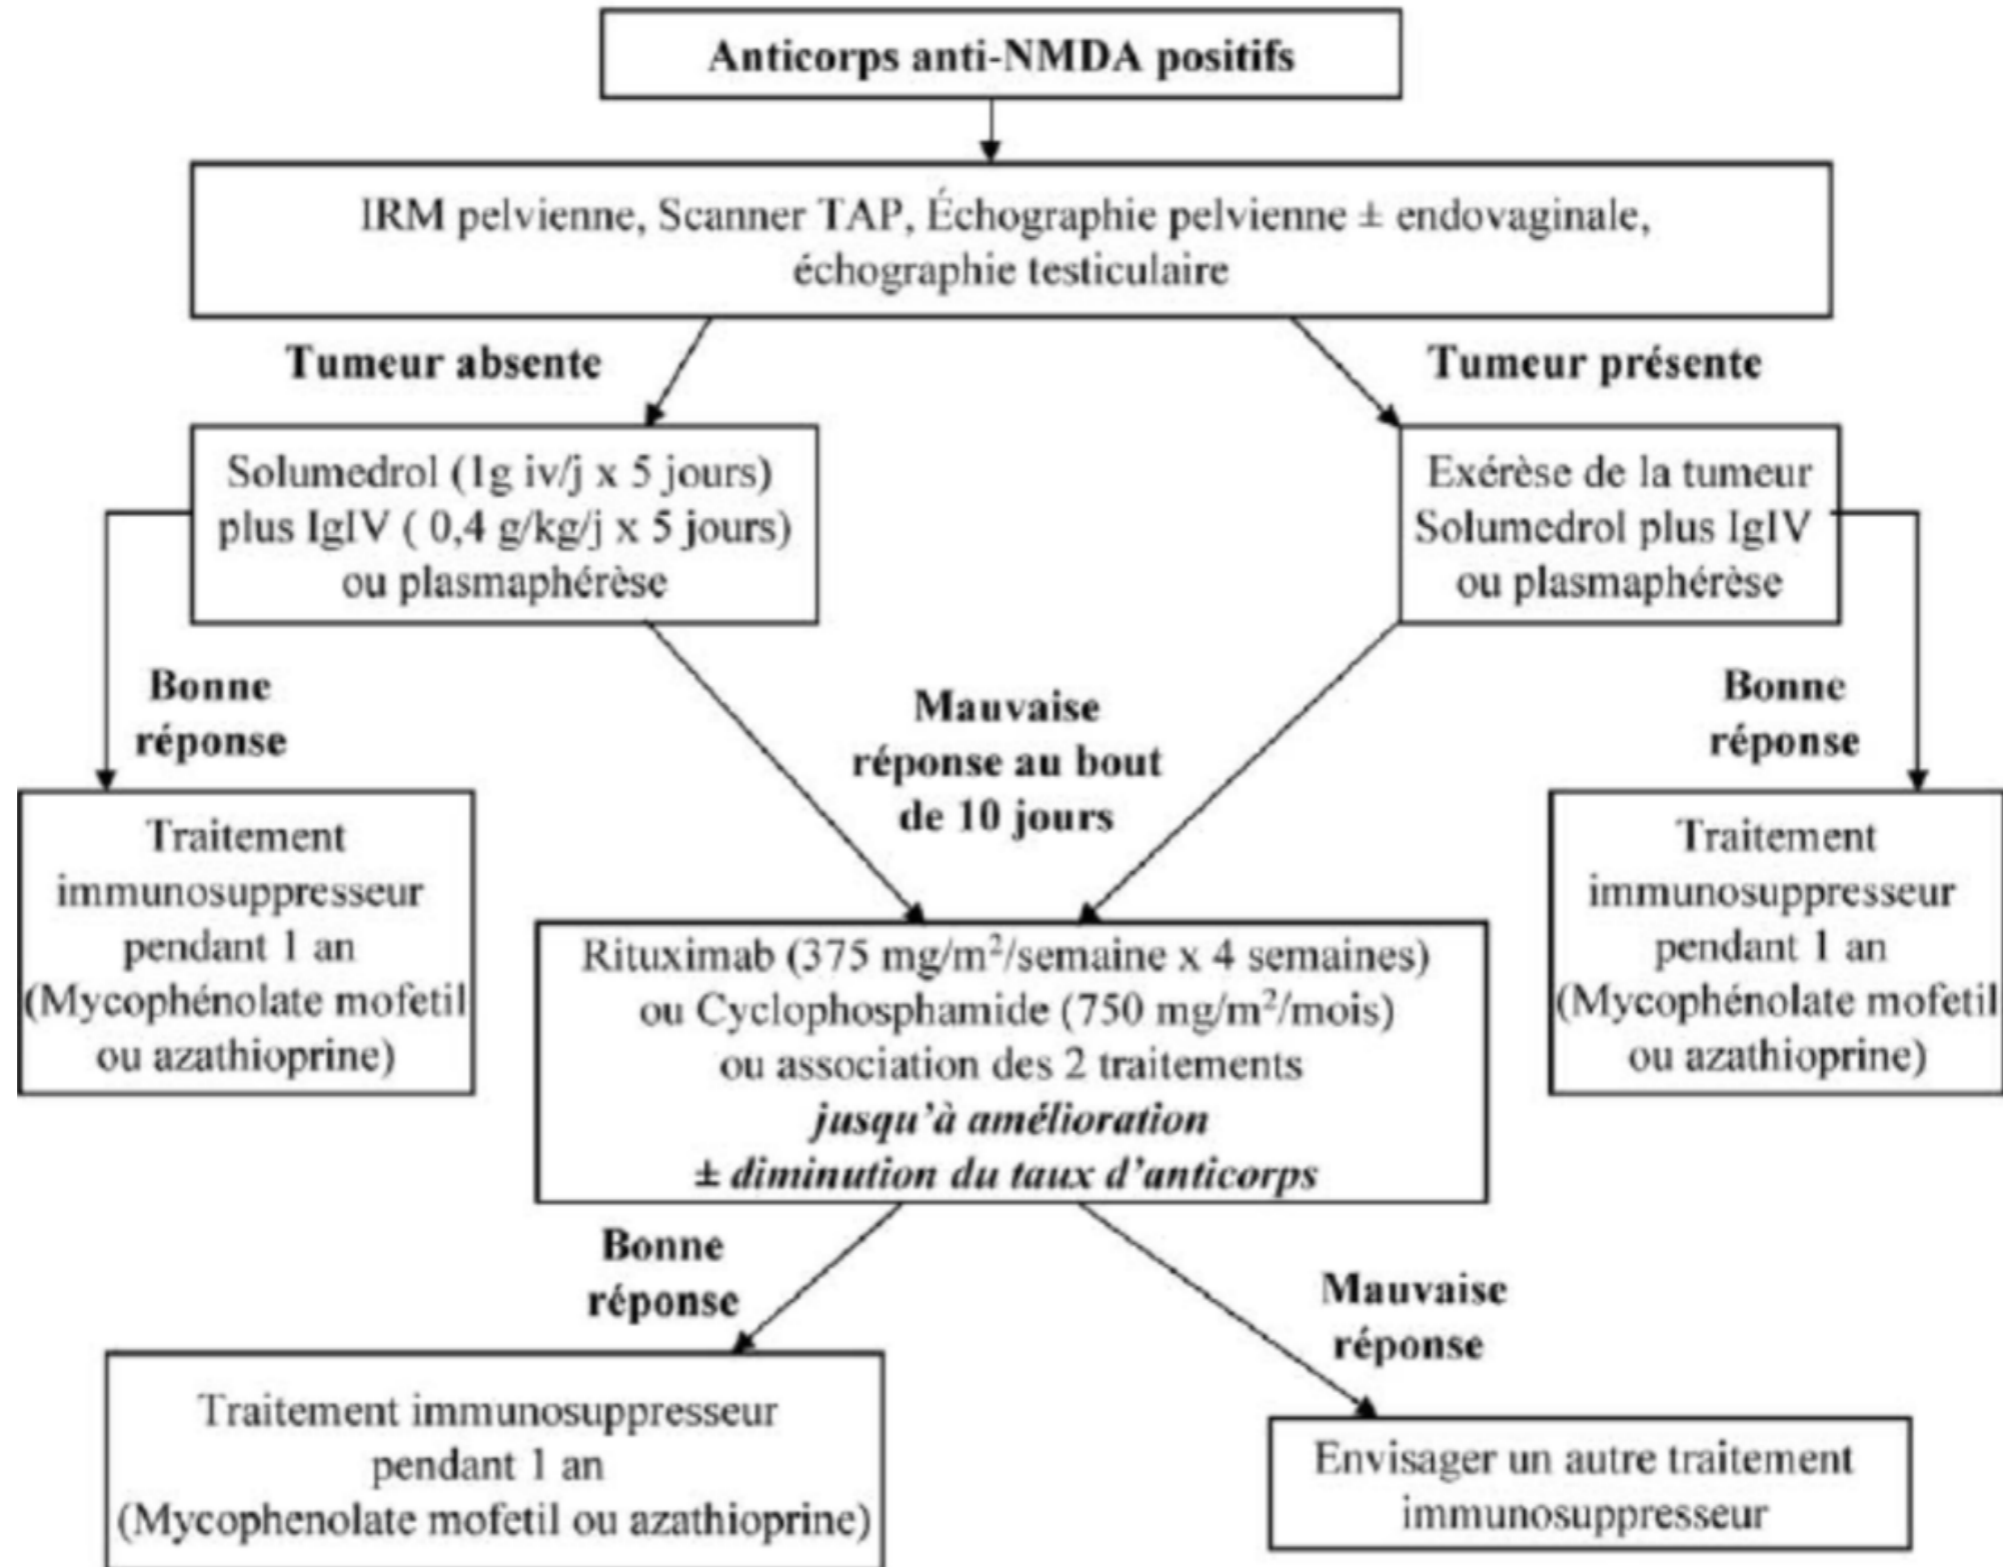 Anticorps anti-NMDA positifs
IRM pelvienne, Scanner TAP, Échographie pelvienne ± endovaginale,
échographie testiculaire
Tumeur absente
Tumeur présente
Solumedrol (1g iv/j x 5 jours)
plus IgIV ( 0,4 g/kg/j x 5 jours)
ou plasmaphérèse
Exérèse de la tumeur
Solumedrol plus IgIV
ou plasmaphérèse
Bonne
réponse
Mauvaise
réponse au bout
de 10 jours
Bonne
réponse
Traitement
immunosuppresseur
pendant 1 an
(Mycophénolate mofetil
ou azathioprine)
Rituximab (375 mg/m²/semaine x 4 semaines)
ou Cyclophosphamide (750 mg/m²/mois)
ou association des 2 traitements
jusqu'à amélioration
± diminution du taux d'anticorps
Traitement
immunosuppresseur
pendant 1 an
(Mycophénolate mofetil
ou azathioprine)
Bonne
réponse
Mauvaise
réponse
Traitement immunosuppresseur
pendant 1 an
(Mycophenolate mofetil ou azathioprine)
Envisager un autre traitement
immunosuppresseur